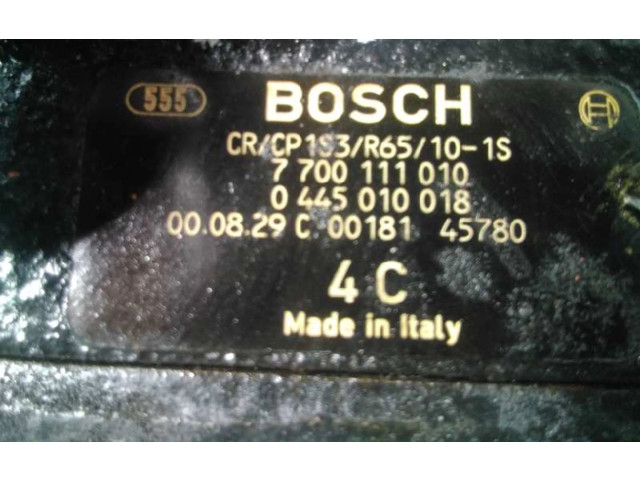 555 BOSCH
CR/CP1S3/R65/10-1S
7 700 111 010
0 445 010 018
00.08.29 C 00181 45780
4 C
Made in Italy